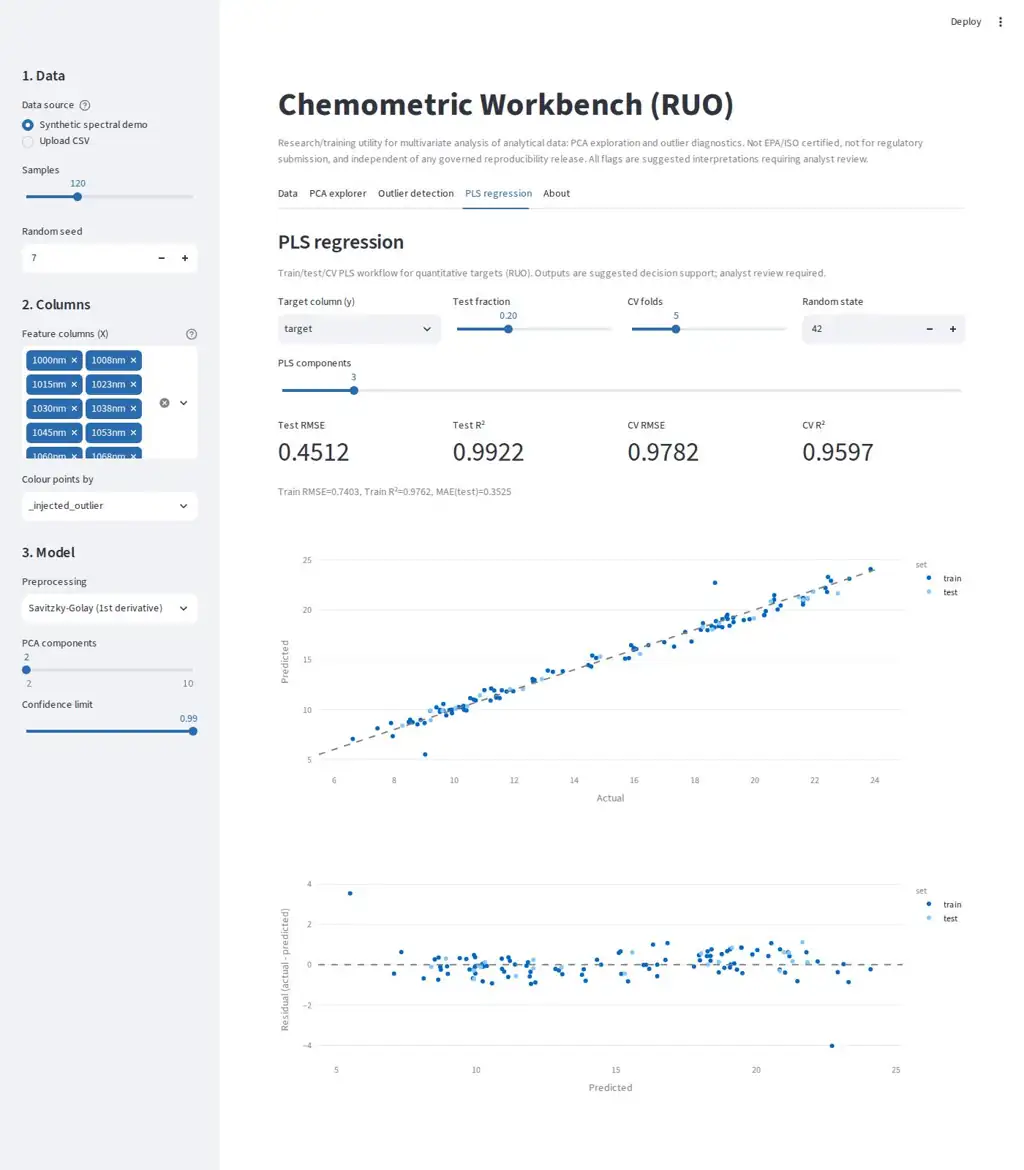 Deploy
1. Data
Data source
Synthetic spectral demo
Upload CSV
Samples
120
Random seed
7
2. Columns
Feature columns (X)
1000nm × 1008nm ×
1015nm × 1023nm ×
1030nm × 1038nm ×
1045nm × 1053nm ×
1060nm × 1068nm ×
Colour points by
_injected_outlier
3. Model
Preprocessing
Savitzky-Golay (1st derivative)
PCA components
2
2 10
Confidence limit
0.99
Chemometric Workbench (RUO)
Research/training utility for multivariate analysis of analytical data: PCA exploration and outlier diagnostics. Not EPA/ISO certified, not for regulatory
submission, and independent of any governed reproducibility release. All flags are suggested interpretations requiring analyst review.
Data PCA explorer Outlier detection PLS regression About
PLS regression
Train/test/CV PLS workflow for quantitative targets (RUO). Outputs are suggested decision support; analyst review required.
Target column (y) Test fraction CV folds Random state
0.20 5
target 42
PLS components
3
Test RMSE Test R² CV RMSE CV R²
0.4512 0.9922 0.9782 0.9597
Train RMSE=0.7403, Train R²=0.9762, MAE(test)=0.3525
25
20
15
10
5
Predicted
6 8 10 12 14 16 18 20 22 24
Actual
set
train
test
4
2
0
−2
−4
Residual (actual - predicted)
5 10 15 20 25
Predicted
set
train
test